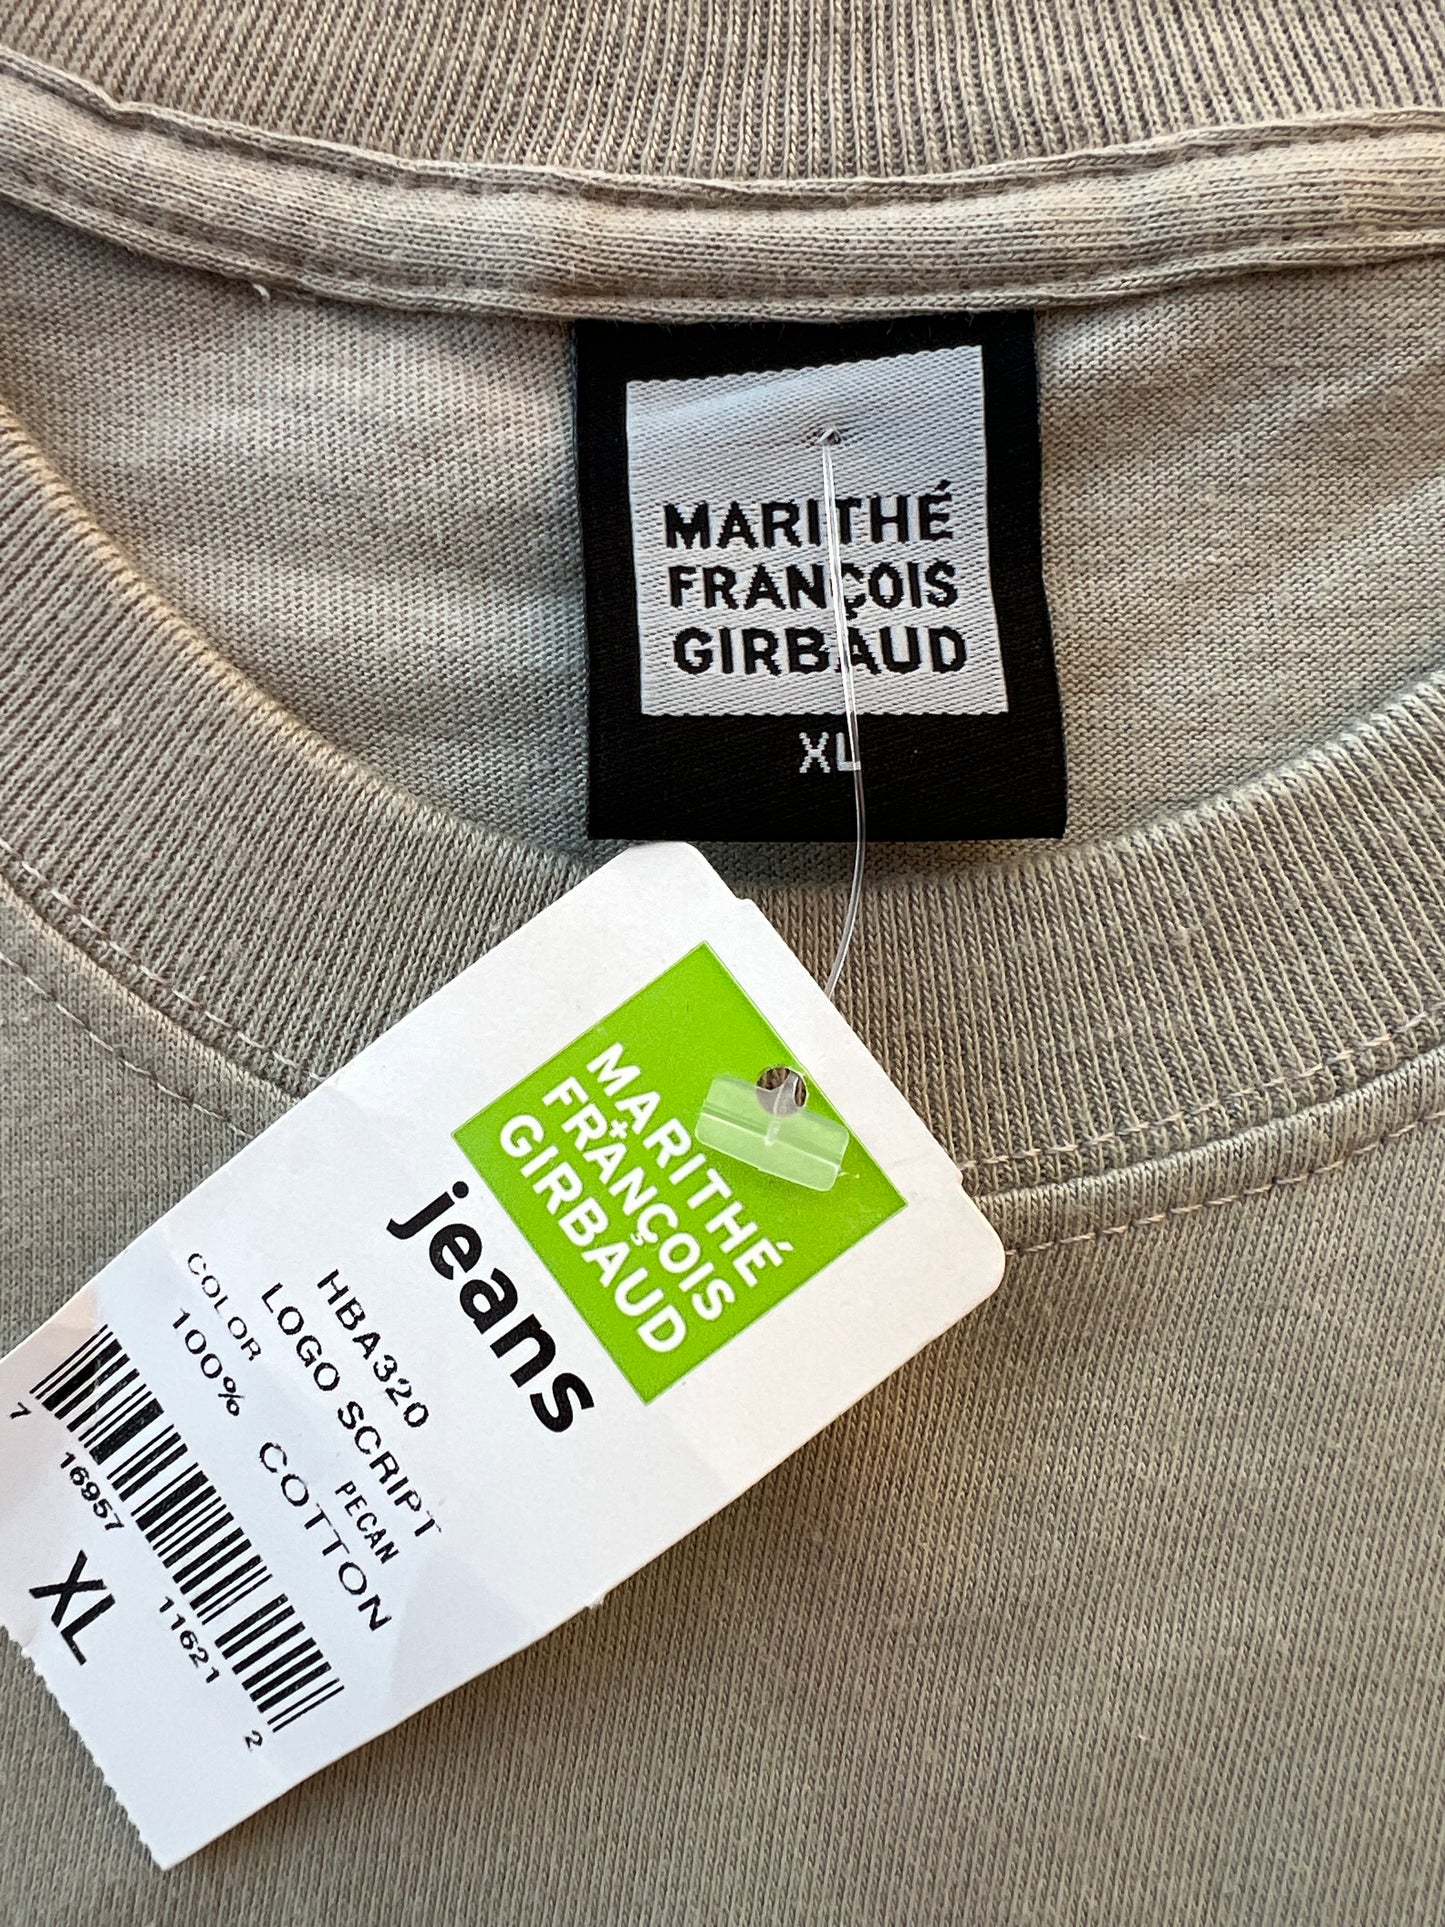 MARITHÉ
FRANÇOIS
GIRBAUD
XL
MARITHÉ
+
FRANÇOIS
GIRBAUD
jeans
HBA320
LOGO SCRIPT
COLOR PECAN
100% COTTON
7 16957 11621 2
XL